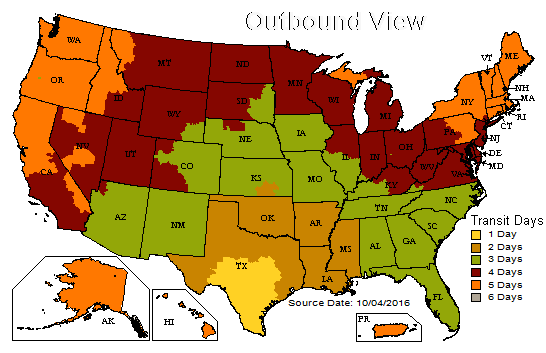 Outbound View
WA
VT
ME
MT
ND
OR
MN
NH
ID
WI
NY
MA
SD
MI
WY
RI
CT
PA
IA
NE
NJ
NV
OH
ID
IN
DE
UT
WV
MD
CO
CA
VA
KS
MO
KY
NC
TN
OK
AZ
AR
NM
SC
Transit Days
1 Day
MS
AL
GA
2 Days
TX
3 Days
LA
4 Days
FL
5 Days
Source Date: 10/04/2016
6 Days
AK
HI
PR